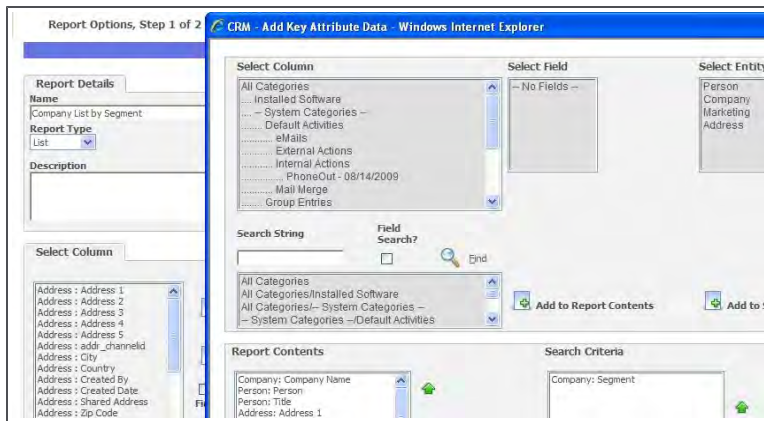 Report Options, Step 1 of 2
CRM - Add Key Attribute Data - Windows Internet Explorer
Report Details
Name
Company List by Segment
Report Type
List
Description
Select Column
Address : Address 1
Address : Address 2
Address : Address 3
Address : Address 4
Address : Address 5
Address : addr_channelid
Address : City
Address : Country
Address : Created By
Address : Created Date
Address : Shared Address
Address : Zip Code
Select Column
All Categories
.... Installed Software
.... -- System Categories --
........ Default Activities
............ eMails
............ External Actions
............ Internal Actions
................ PhoneOut - 08/14/2009
............ Mail Merge
........ Group Entries
Select Field
-- No Fields --
Select Entity
Person
Company
Marketing
Address
Search String
Field
Search?
Find
All Categories
All Categories/Installed Software
All Categories/-- System Categories --
-- System Categories --/Default Activities
Add to Report Contents
Add to
Report Contents
Company: Company Name
Person: Person
Person: Title
Address: Address 1
Search Criteria
Company: Segment